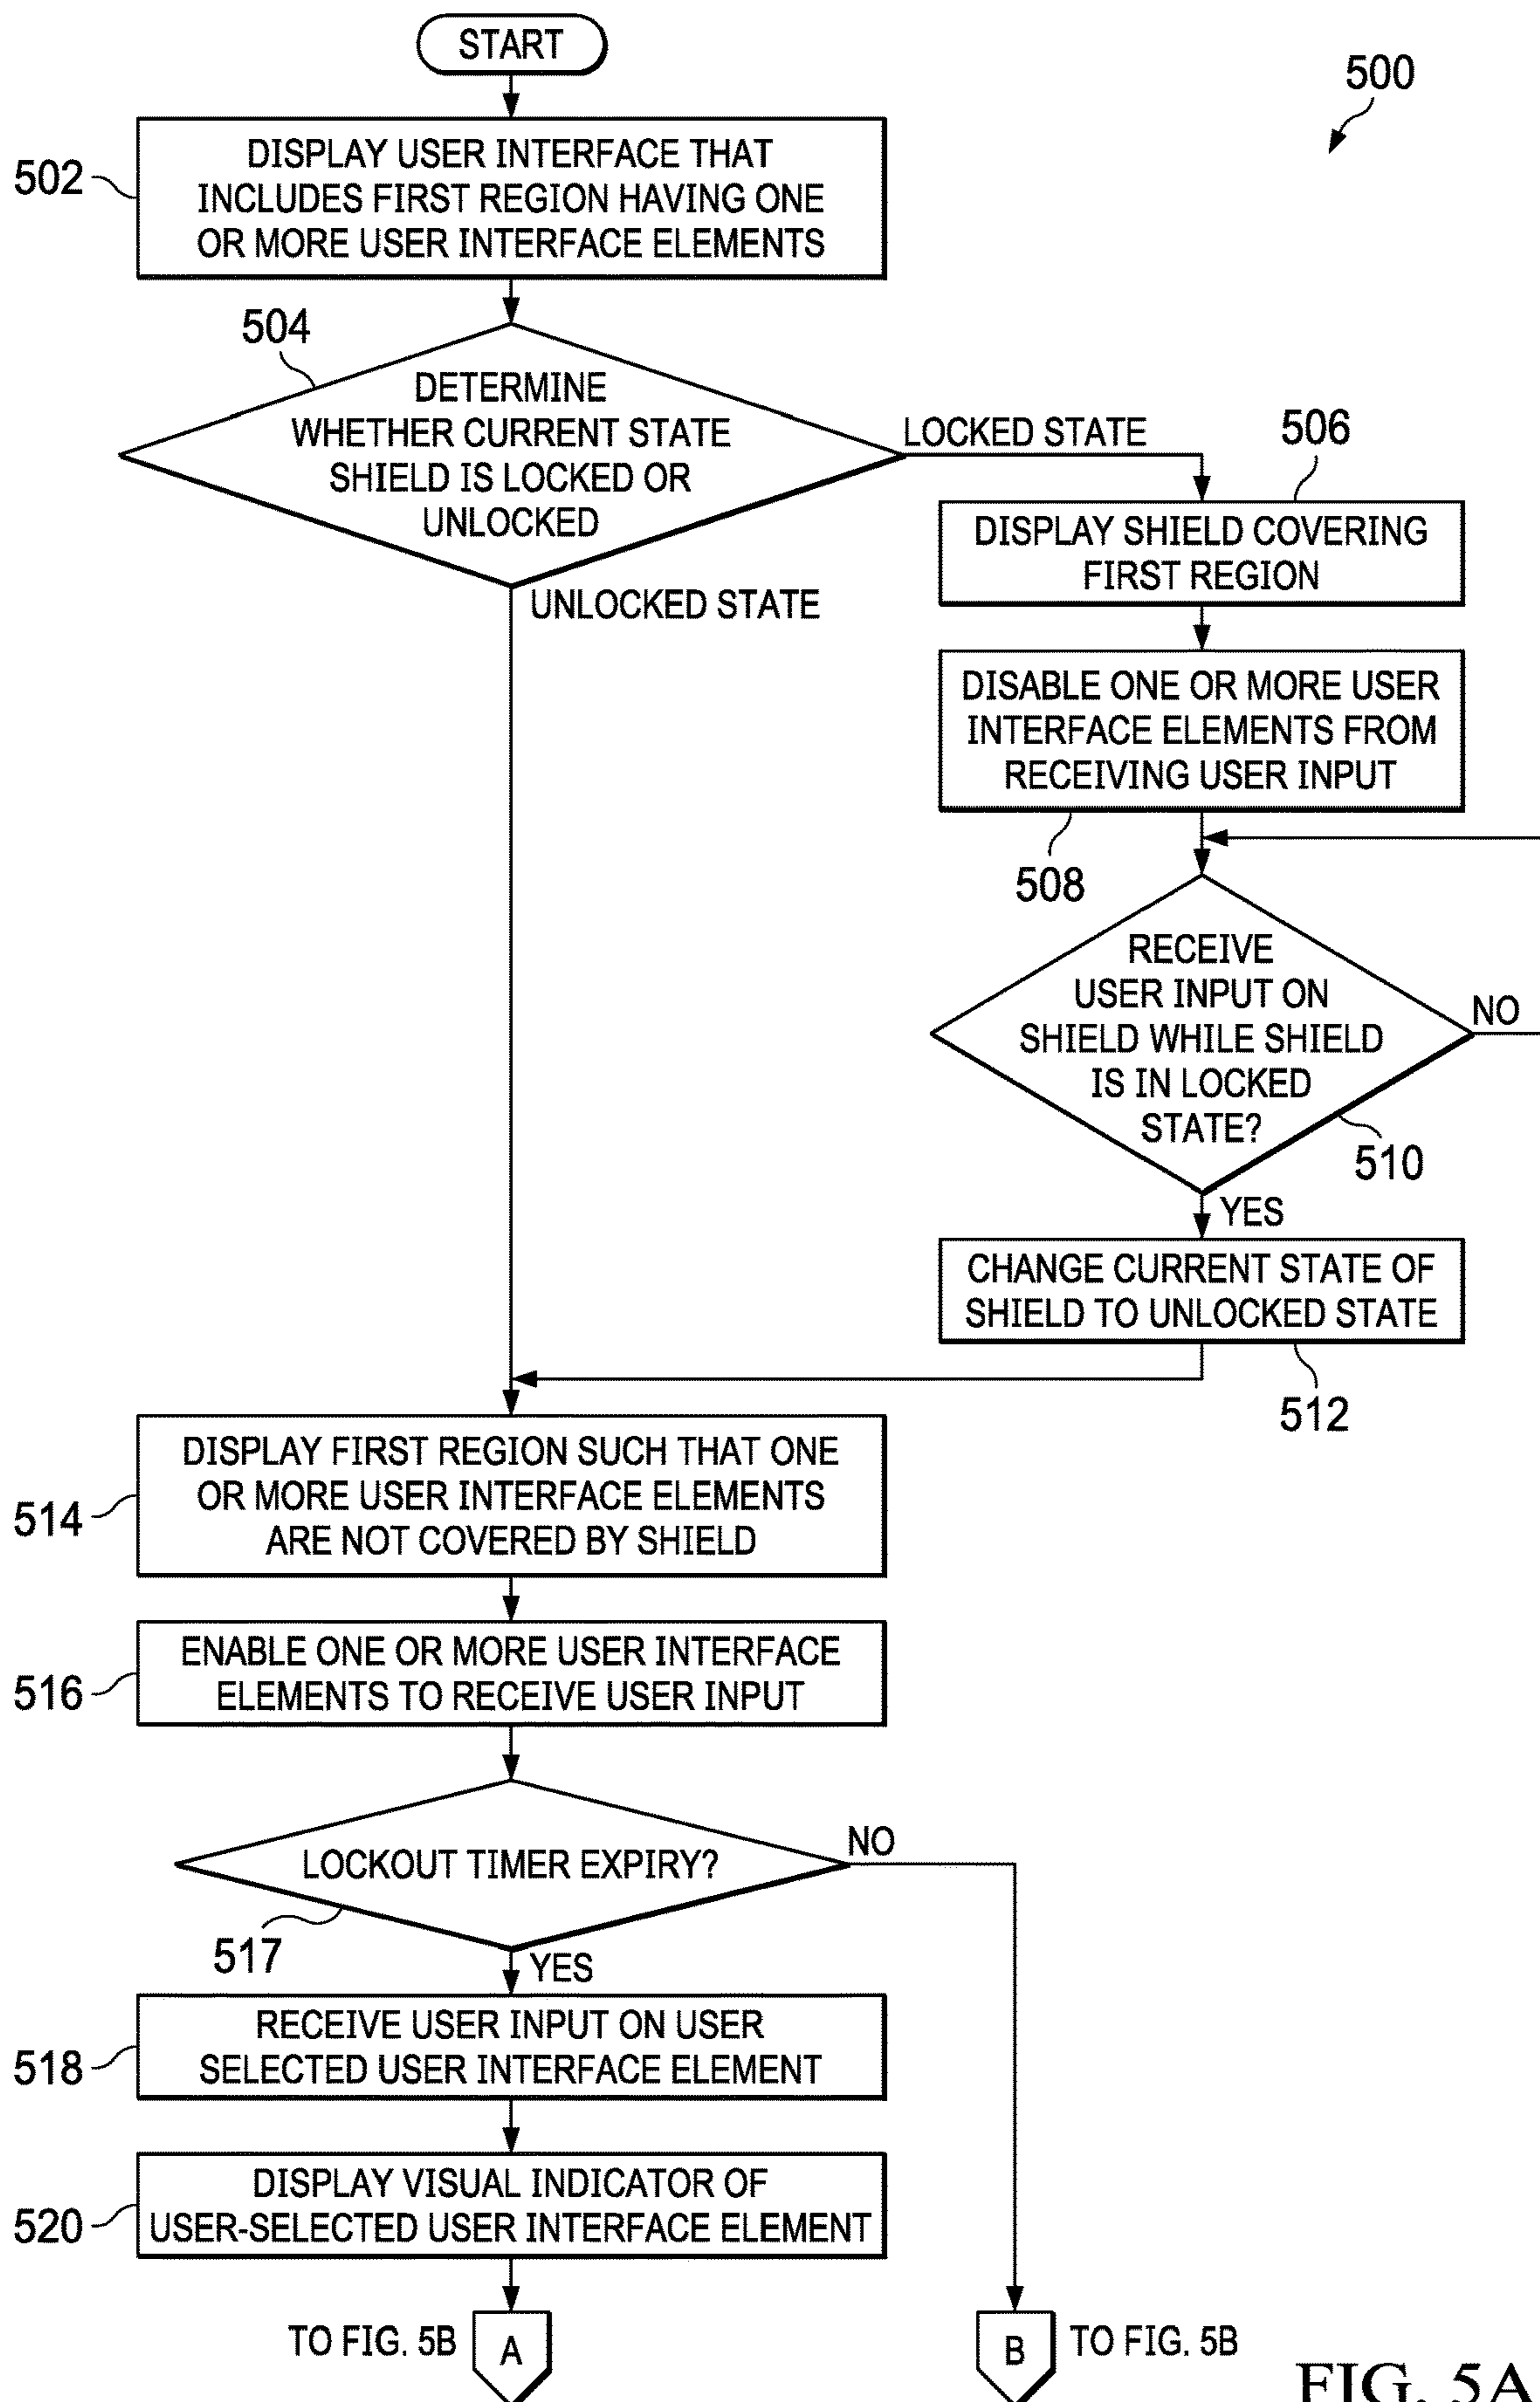 START
500
502
DISPLAY USER INTERFACE THAT
INCLUDES FIRST REGION HAVING ONE
OR MORE USER INTERFACE ELEMENTS
504
DETERMINE
WHETHER CURRENT STATE
SHIELD IS LOCKED OR
UNLOCKED
LOCKED STATE
UNLOCKED STATE
506
DISPLAY SHIELD COVERING
FIRST REGION
DISABLE ONE OR MORE USER
INTERFACE ELEMENTS FROM
RECEIVING USER INPUT
508
RECEIVE
USER INPUT ON
SHIELD WHILE SHIELD
IS IN LOCKED
STATE?
NO
510
YES
CHANGE CURRENT STATE OF
SHIELD TO UNLOCKED STATE
512
514
DISPLAY FIRST REGION SUCH THAT ONE
OR MORE USER INTERFACE ELEMENTS
ARE NOT COVERED BY SHIELD
516
ENABLE ONE OR MORE USER INTERFACE
ELEMENTS TO RECEIVE USER INPUT
LOCKOUT TIMER EXPIRY?
NO
517
YES
518
RECEIVE USER INPUT ON USER
SELECTED USER INTERFACE ELEMENT
520
DISPLAY VISUAL INDICATOR OF
USER-SELECTED USER INTERFACE ELEMENT
TO FIG. 5B
A
B
TO FIG. 5B
FIG. 5A